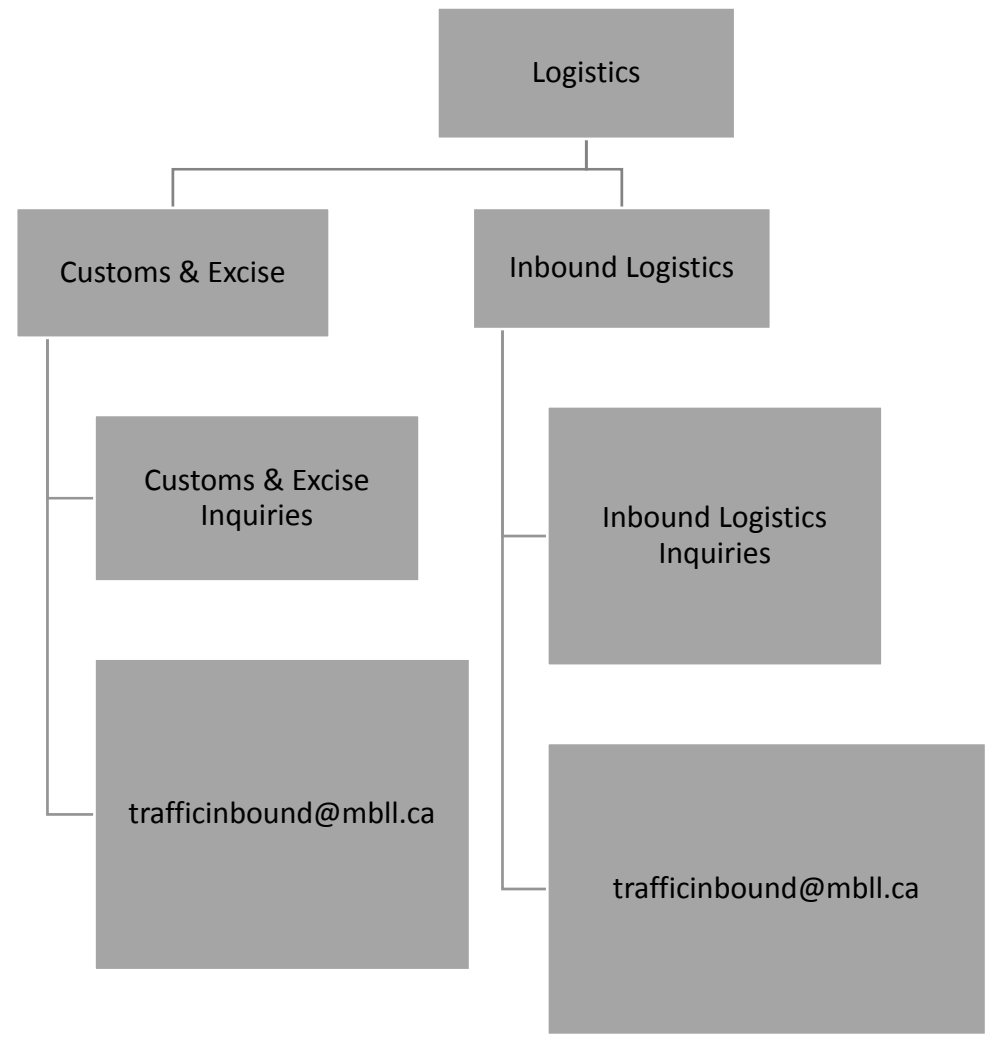 Logistics
Customs & Excise
Inbound Logistics
Customs & Excise
Inquiries
Inbound Logistics
Inquiries
trafficinbound@mbll.ca
trafficinbound@mbll.ca